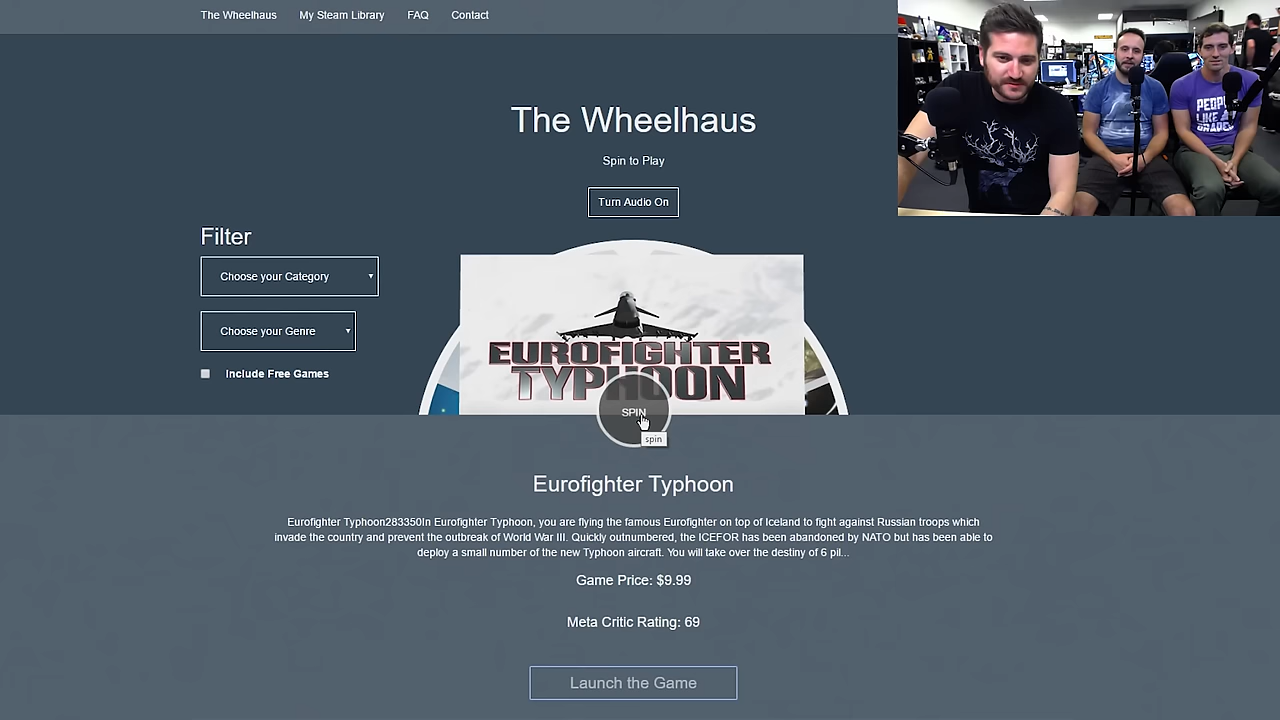 The Wheelhaus
My Steam Library
FAQ
Contact
The Wheelhaus
Spin to Play
Turn Audio On
Filter
Choose your Category
Choose your Genre
Include Free Games
EUROFIGHTER
TYPHOON
SPIN
spin
Eurofighter Typhoon
Eurofighter Typhoon283350In Eurofighter Typhoon, you are flying the famous Eurofighter on top of Iceland to fight against Russian troops which
invade the country and prevent the outbreak of World War III. Quickly outnumbered, the ICEFOR has been abandoned by NATO but has been able to
deploy a small number of the new Typhoon aircraft. You will take over the destiny of 6 pil...
Game Price: $9.99
Meta Critic Rating: 69
Launch the Game
PEOPLE
LIKE